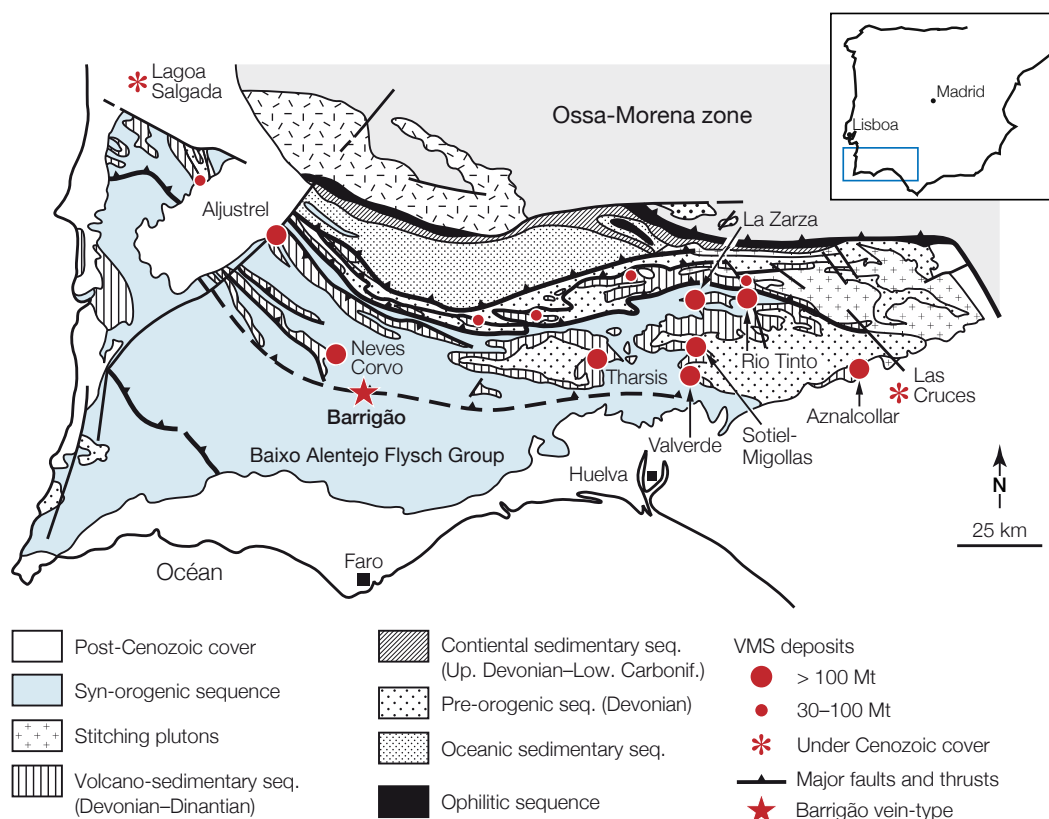 Lagoa
Salgada
Ossa-Morena zone
Madrid
Lisboa
Aljustrel
La Zarza
Neves
Corvo
Tharsis
Rio Tinto
Las
Cruces
Barrigão
Aznalcollar
Valverde
Sotiel-
Migollas
Baixo Alentejo Flysch Group
Huelva
N
25 km
Faro
Océan
Post-Cenozoic cover
Syn-orogenic sequence
Stitching plutons
Volcano-sedimentary seq.
(Devonian–Dinantian)
Contiental sedimentary seq.
(Up. Devonian–Low. Carbonif.)
Pre-orogenic seq. (Devonian)
Oceanic sedimentary seq.
Ophilitic sequence
VMS deposits
> 100 Mt
30–100 Mt
Under Cenozoic cover
Major faults and thrusts
Barrigão vein-type